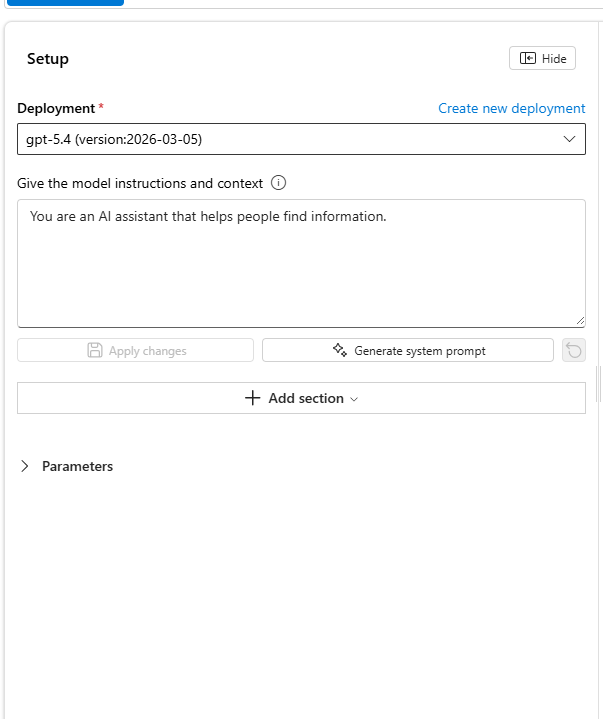 Setup
Hide
Deployment *
Create new deployment
gpt-5.4 (version:2026-03-05)
Give the model instructions and context
You are an AI assistant that helps people find information.
Apply changes
Generate system prompt
Add section
Parameters